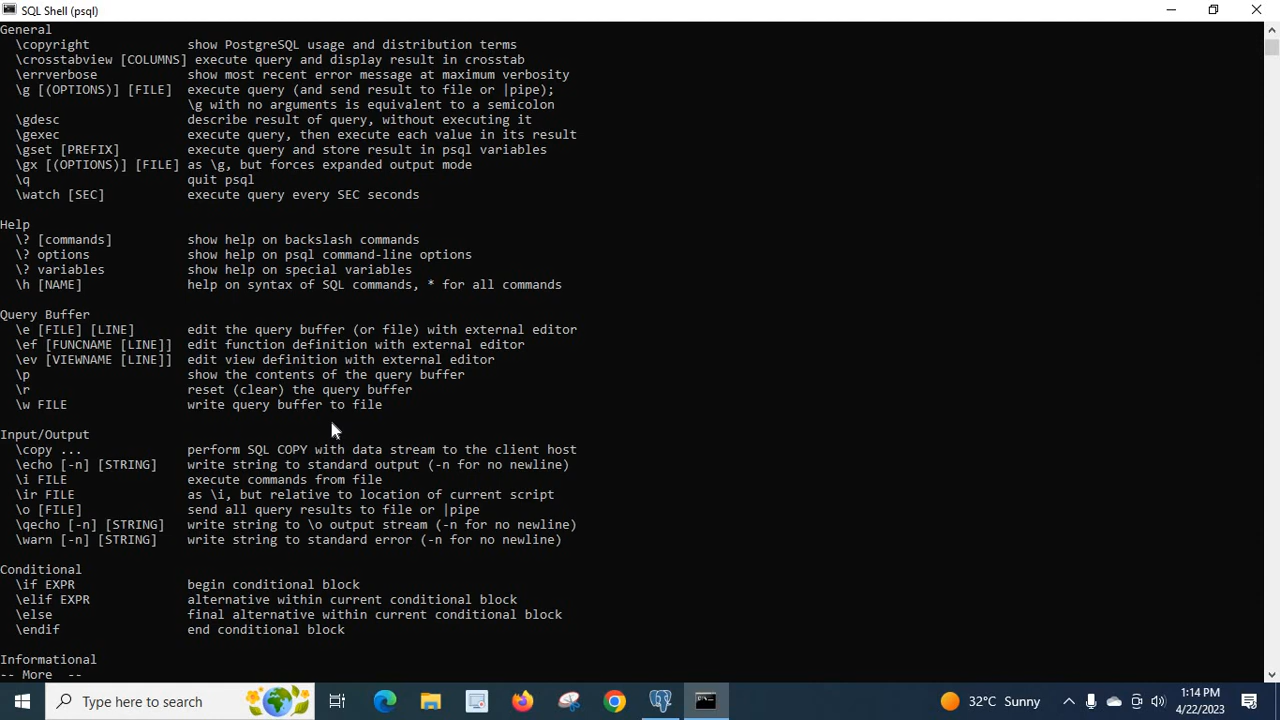 SQL Shell (psql)
General
\copyright show PostgreSQL usage and distribution terms
\crosstabview [COLUMNS] execute query and display result in crosstab
\errverbose show most recent error message at maximum verbosity
\g [(OPTIONS)] [FILE] execute query (and send result to file or |pipe);
\g with no arguments is equivalent to a semicolon
\gdesc describe result of query, without executing it
\gexec execute query, then execute each value in its result
\gset [PREFIX] execute query and store result in psql variables
\gx [(OPTIONS)] [FILE] as \g, but forces expanded output mode
\q quit psql
\watch [SEC] execute query every SEC seconds
Help
\? [commands] show help on backslash commands
\? options show help on psql command-line options
\? variables show help on special variables
\h [NAME] help on syntax of SQL commands, * for all commands
Query Buffer
\e [FILE] [LINE] edit the query buffer (or file) with external editor
\ef [FUNCNAME [LINE]] edit function definition with external editor
\ev [VIEWNAME [LINE]] edit view definition with external editor
\p show the contents of the query buffer
\r reset (clear) the query buffer
\w FILE write query buffer to file
Input/Output
\copy ... perform SQL COPY with data stream to the client host
\echo [-n] [STRING] write string to standard output (-n for no newline)
\i FILE execute commands from file
\ir FILE as \i, but relative to location of current script
\o [FILE] send all query results to file or |pipe
\qecho [-n] [STRING] write string to \o output stream (-n for no newline)
\warn [-n] [STRING] write string to standard error (-n for no newline)
Conditional
\if EXPR begin conditional block
\elif EXPR alternative within current conditional block
\else final alternative within current conditional block
\endif end conditional block
Informational
-- More --
Type here to search
32°C Sunny
1:14 PM
4/22/2023